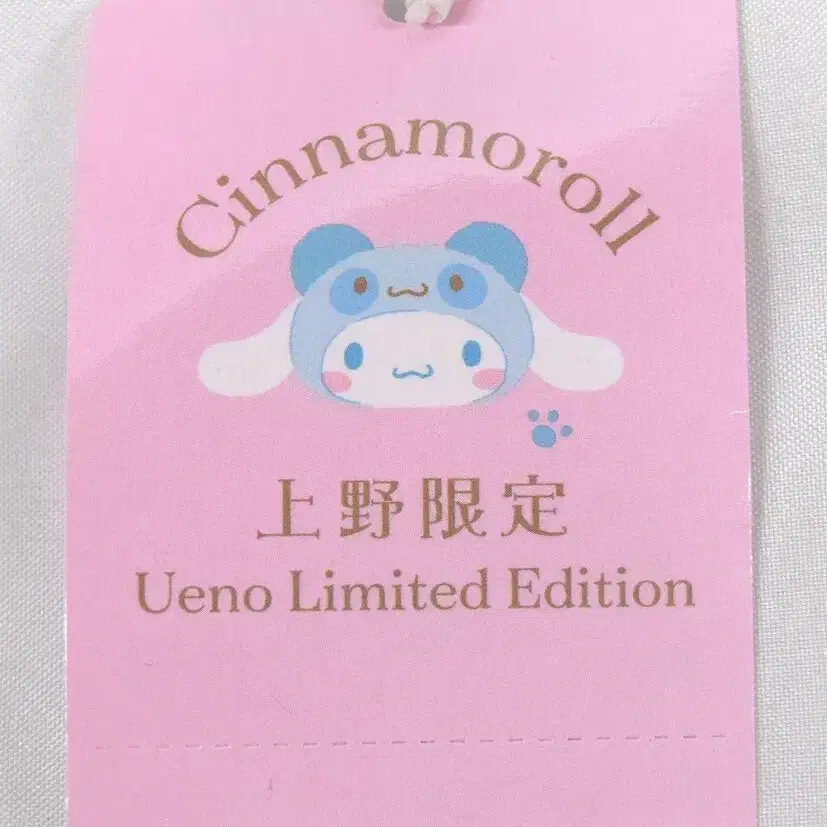 Cinnamoroll
上野限定
Ueno Limited Edition